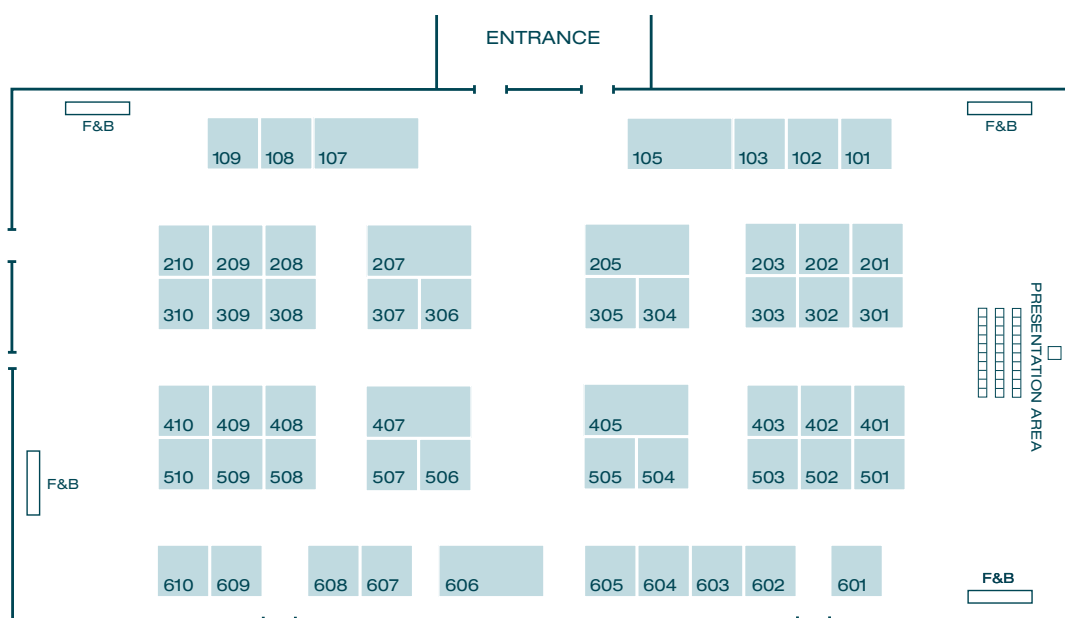 ENTRANCE
F&B
F&B
109 108 107 105 103 102 101
210 209 208 207 205 203 202 201
310 309 308 307 306 305 304 303 302 301
PRESENTATION AREA
410 409 408 407 405 403 402 401
510 509 508 507 506 505 504 503 502 501
F&B
610 609 608 607 606 605 604 603 602 601
F&B